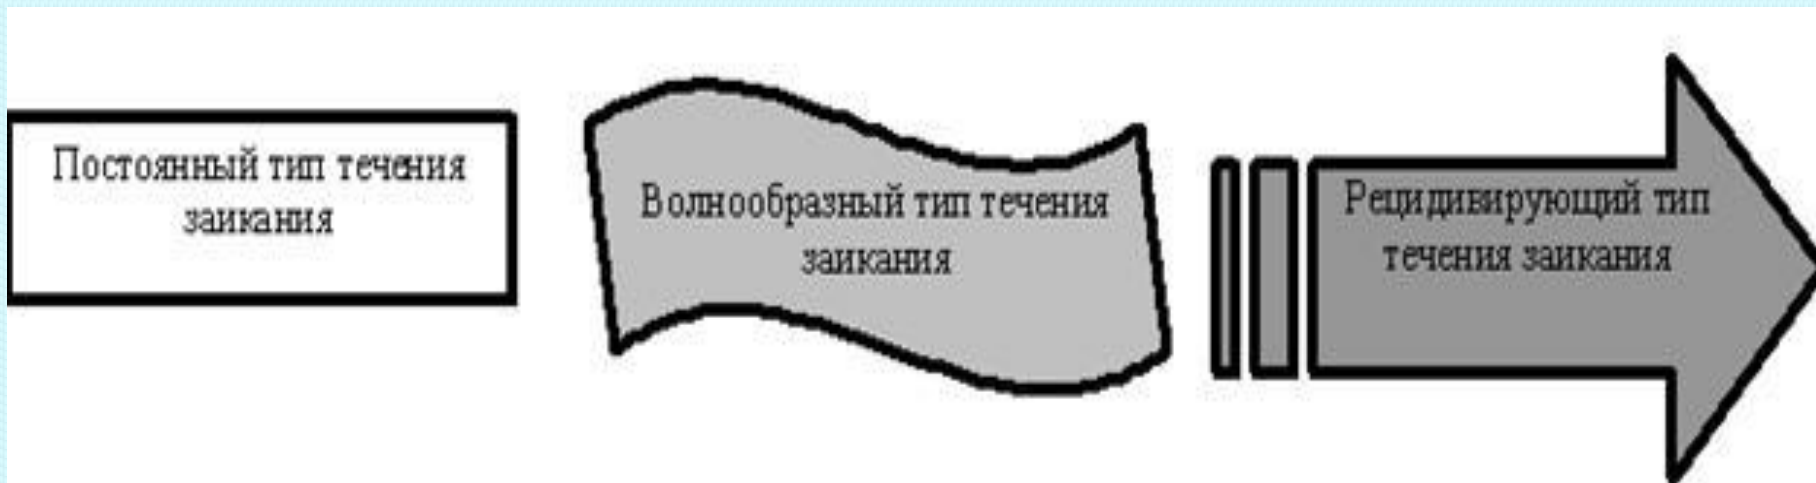 Постоянный тип течения
заикания
Волнообразный тип течения
заикания
Рецидивирующий тип
течения заикания